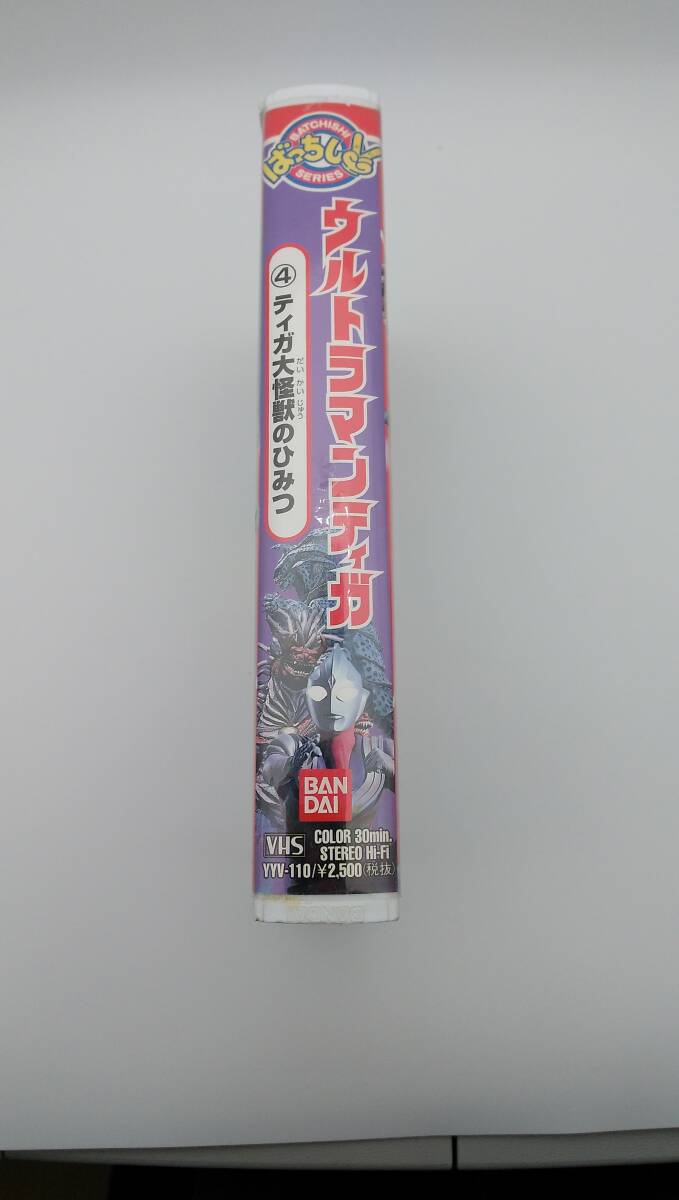 BATCHISHI
ばっちしV
SERIES
ウルトラマンティガ
④ティガ大怪獣のひみつ
だいかいじゅう
BAN
DAI
VHS
COLOR 30min.
STEREO Hi-Fi
YYV-110/¥2,500(税抜)
BANDAI